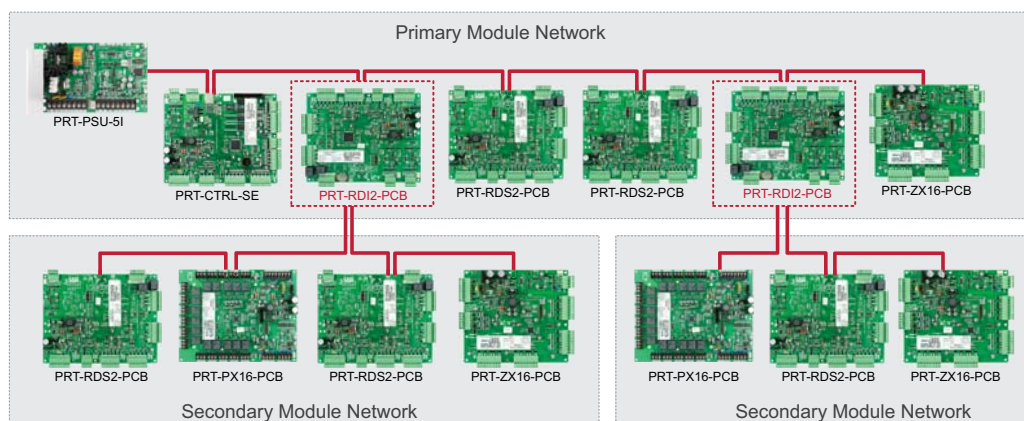 Primary Module Network
PRT-PSU-5I
PRT-CTRL-SE
PRT-RDI2-PCB
PRT-RDS2-PCB
PRT-RDS2-PCB
PRT-RDI2-PCB
PRT-ZX16-PCB
PRT-RDS2-PCB
PRT-PX16-PCB
PRT-RDS2-PCB
PRT-ZX16-PCB
Secondary Module Network
PRT-PX16-PCB
PRT-RDS2-PCB
PRT-ZX16-PCB
Secondary Module Network